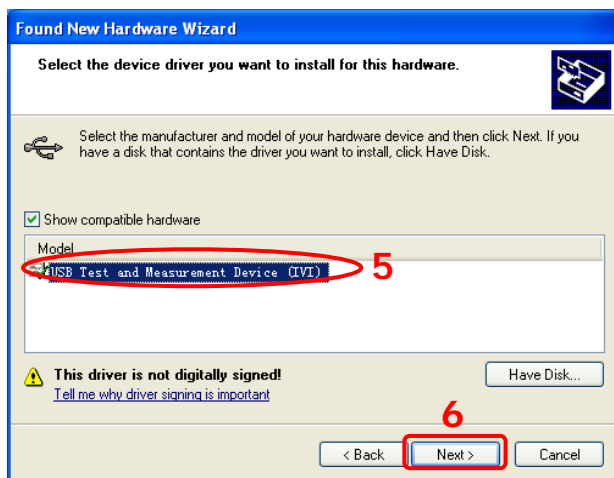 Found New Hardware Wizard
Select the device driver you want to install for this hardware.
Select the manufacturer and model of your hardware device and then click Next. If you
have a disk that contains the driver you want to install, click Have Disk.
Show compatible hardware
Model
USB Test and Measurement Device (IVI)
5
This driver is not digitally signed!
Have Disk...
Tell me why driver signing is important
6
< Back
Next >
Cancel